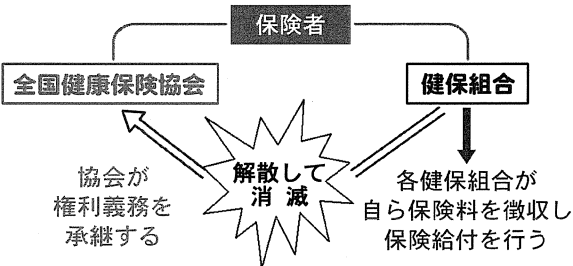 保険者
全国健康保険協会
健保組合
解散して
消滅
協会が
権利義務を
承継する
各健保組合が
自ら保険料を徴収し
保険給付を行う